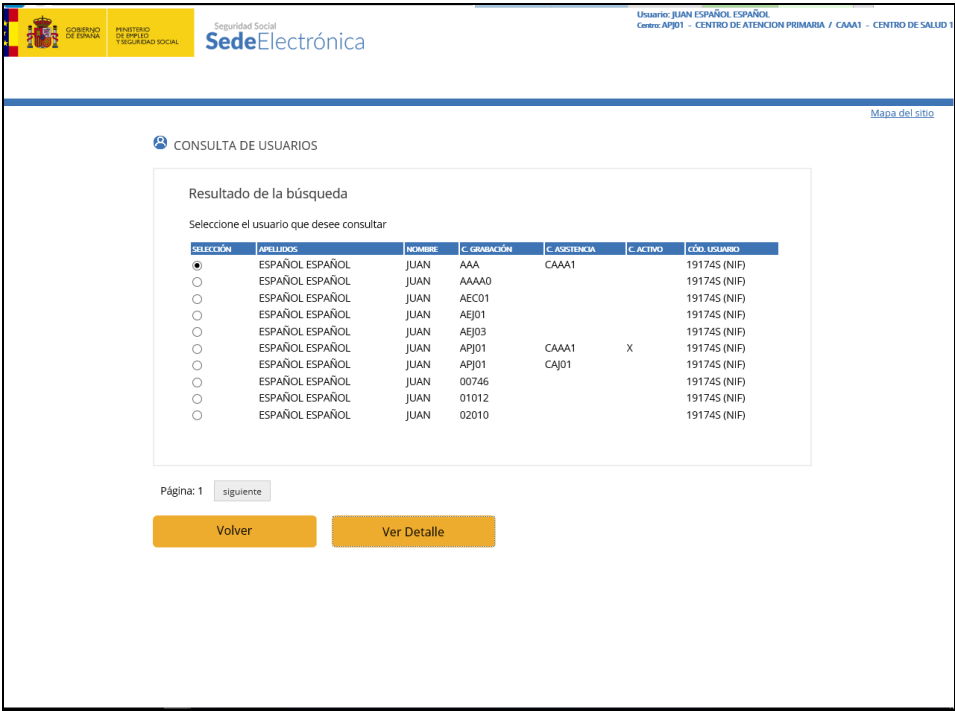 GOBIERNO
DE ESPAÑA
MINISTERIO
DE EMPLEO
Y SEGURIDAD SOCIAL
Seguridad Social
SedeElectrónica
Usuario: JUAN ESPAÑOL ESPAÑOL
Centro: APJ01 - CENTRO DE ATENCION PRIMARIA / CAAA1 - CENTRO DE SALUD 1
Mapa del sitio
CONSULTA DE USUARIOS
Resultado de la búsqueda
Seleccione el usuario que desee consultar
SELECCIÓN APELLIDOS NOMBRE C. GRABACIÓN C. ASISTENCIA C. ACTIVO CÓD. USUARIO
ESPAÑOL ESPAÑOL JUAN AAA CAAA1 19174S (NIF)
ESPAÑOL ESPAÑOL JUAN AAAA0 19174S (NIF)
ESPAÑOL ESPAÑOL JUAN AEC01 19174S (NIF)
ESPAÑOL ESPAÑOL JUAN AEJ01 19174S (NIF)
ESPAÑOL ESPAÑOL JUAN AEJ03 19174S (NIF)
ESPAÑOL ESPAÑOL JUAN APJ01 CAAA1 X 19174S (NIF)
ESPAÑOL ESPAÑOL JUAN APJ01 CAJ01 19174S (NIF)
ESPAÑOL ESPAÑOL JUAN 00746 19174S (NIF)
ESPAÑOL ESPAÑOL JUAN 01012 19174S (NIF)
ESPAÑOL ESPAÑOL JUAN 02010 19174S (NIF)
Página: 1 siguiente
Volver Ver Detalle